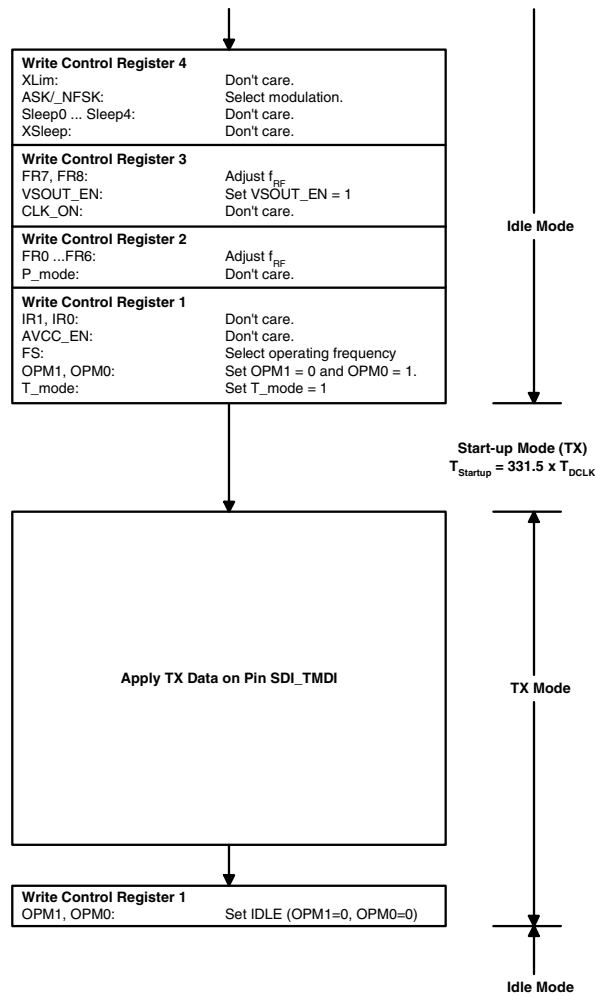 Write Control Register 4
XLim: Don't care.
ASK/_NFSK: Select modulation.
Sleep0 ... Sleep4: Don't care.
XSleep: Don't care.
Write Control Register 3
FR7, FR8: Adjust f_RF
VSOUT_EN: Set VSOUT_EN = 1
CLK_ON: Don't care.
Write Control Register 2
FR0 ...FR6: Adjust f_RF
P_mode: Don't care.
Write Control Register 1
IR1, IR0: Don't care.
AVCC_EN: Don't care.
FS: Select operating frequency
OPM1, OPM0: Set OPM1 = 0 and OPM0 = 1.
T_mode: Set T_mode = 1
Idle Mode
Start-up Mode (TX)
T_Startup = 331.5 x T_DCLK
Apply TX Data on Pin SDI_TMDI
TX Mode
Write Control Register 1
OPM1, OPM0: Set IDLE (OPM1=0, OPM0=0)
Idle Mode